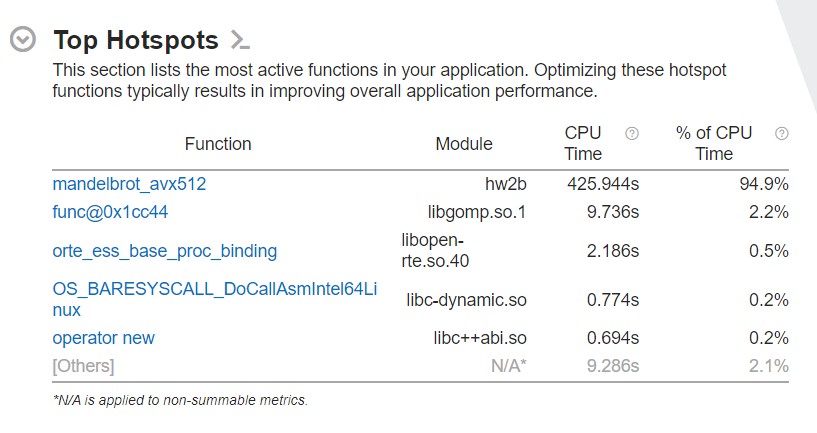 Top Hotspots
This section lists the most active functions in your application. Optimizing these hotspot
functions typically results in improving overall application performance.
Function Module CPU Time % of CPU Time
mandelbrot_avx512 hw2b 425.944s 94.9%
func@0x1cc44 libgomp.so.1 9.736s 2.2%
orte_ess_base_proc_binding libopen-rte.so.40 2.186s 0.5%
OS_BARESYSCALL_DoCallAsmIntel64Linux libc-dynamic.so 0.774s 0.2%
operator new libc++abi.so 0.694s 0.2%
[Others] N/A* 9.286s 2.1%
*N/A is applied to non-summable metrics.